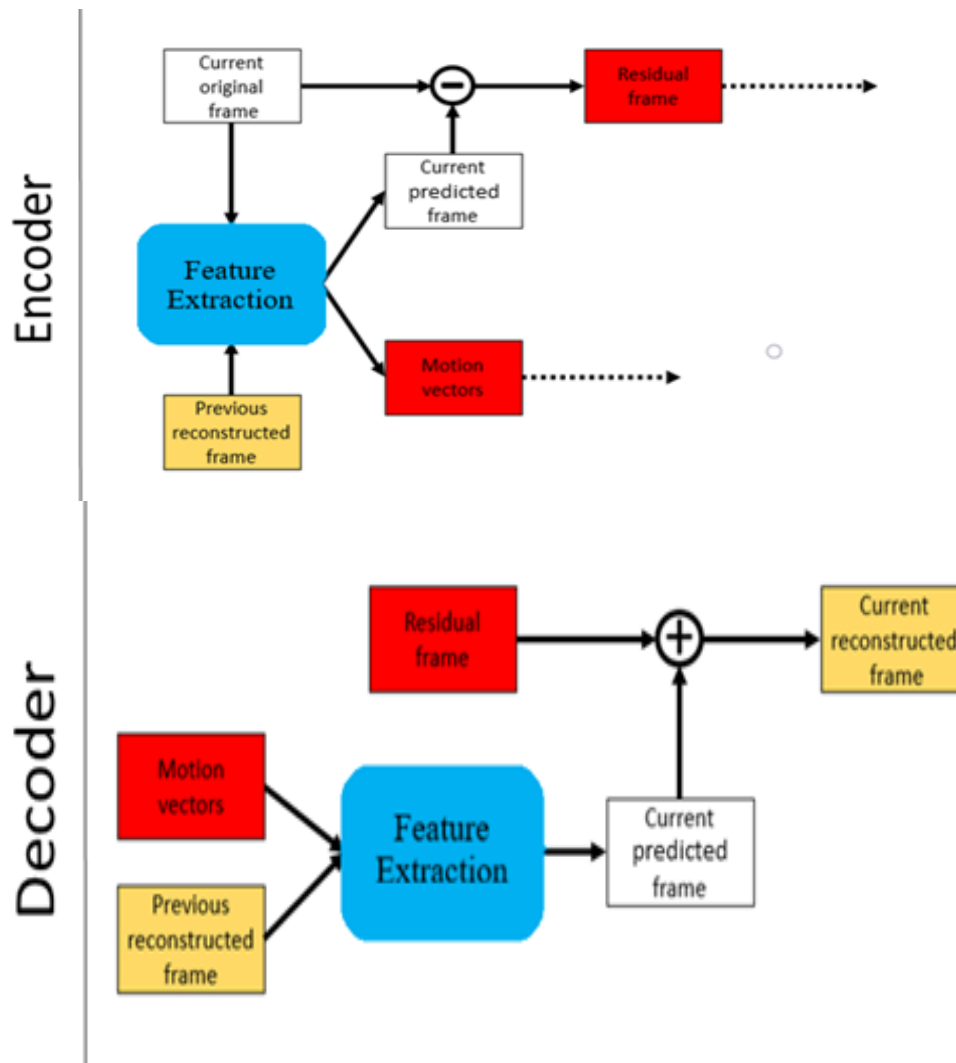 Encoder
Current
original
frame
Residual
frame
Current
predicted
frame
Feature
Extraction
Motion
vectors
Previous
reconstructed
frame
Decoder
Residual
frame
Current
reconstructed
frame
Motion
vectors
Feature
Extraction
Current
predicted
frame
Previous
reconstructed
frame